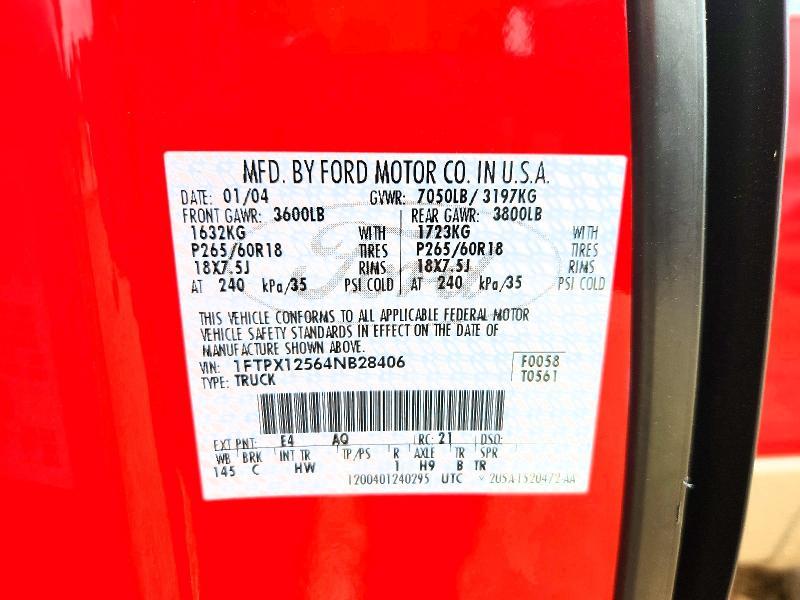 MFD. BY FORD MOTOR CO. IN U.S.A.
DATE: 01/04 GVWR: 7050LB/ 3197KG
FRONT GAWR: 3600LB REAR GAWR: 3800LB
1632KG WITH 1723KG WITH
P265/60R18 TIRES P265/60R18 TIRES
18X7.5J RIMS 18X7.5J RIMS
AT 240 kPa/35 PSI COLD AT 240 kPa/35 PSI COLD
Ford
THIS VEHICLE CONFORMS TO ALL APPLICABLE FEDERAL MOTOR
VEHICLE SAFETY STANDARDS IN EFFECT ON THE DATE OF
MANUFACTURE SHOWN ABOVE.
VIN: 1FTPX12564NB28406 F0058
TYPE: TRUCK T0561
EXT PNT: E4 AQ RC: 21 DSO:
WB BRK INT TR TP/PS R AXLE TR SPR
145 C HW 1 H9 B TR
1200401240295 UTC 2U5A-1520472-AA